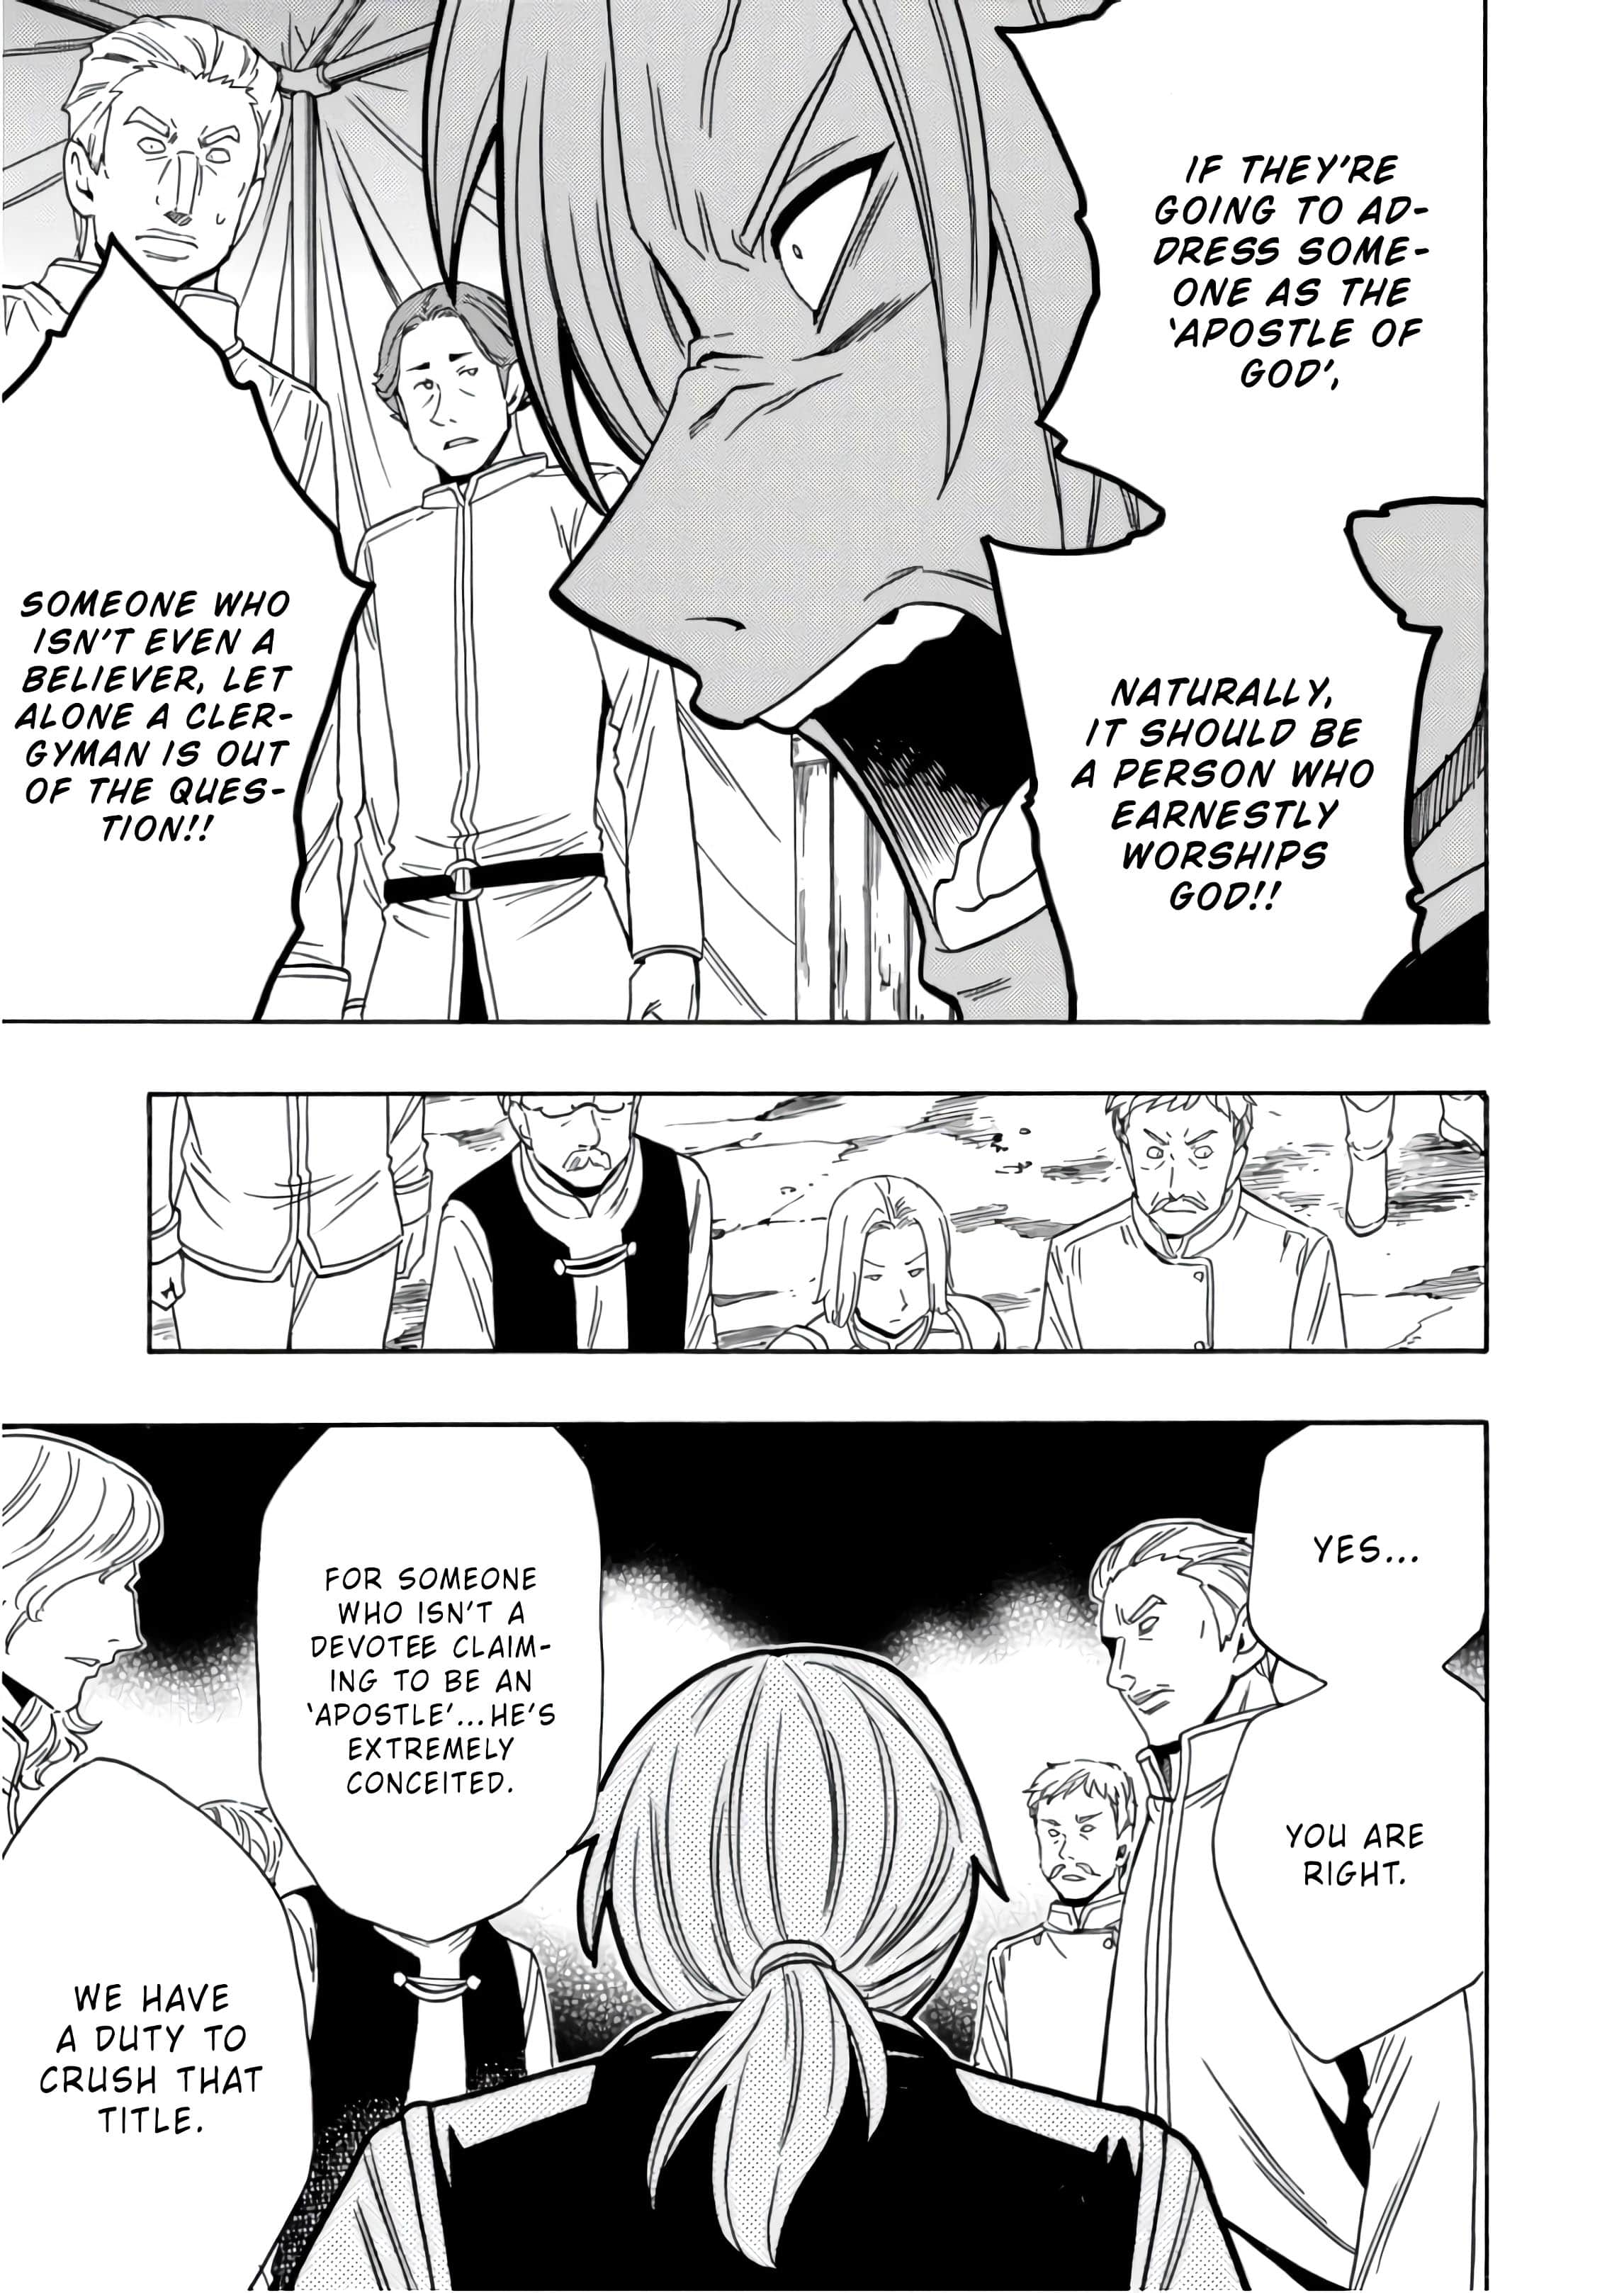 IF THEY'RE
GOING TO AD-
DRESS SOME-
ONE AS THE
'APOSTLE OF
GOD',
NATURALLY,
IT SHOULD BE
A PERSON WHO
EARNESTLY
WORSHIPS
GOD!!
SOMEONE WHO
ISN'T EVEN A
BELIEVER, LET
ALONE A CLER-
GYMAN IS OUT
OF THE QUES-
TION!!
YES...
YOU ARE
RIGHT.
FOR SOMEONE
WHO ISN'T A
DEVOTEE CLAIM-
ING TO BE AN
'APOSTLE'...HE'S
EXTREMELY
CONCEITED.
WE HAVE
A DUTY TO
CRUSH THAT
TITLE.